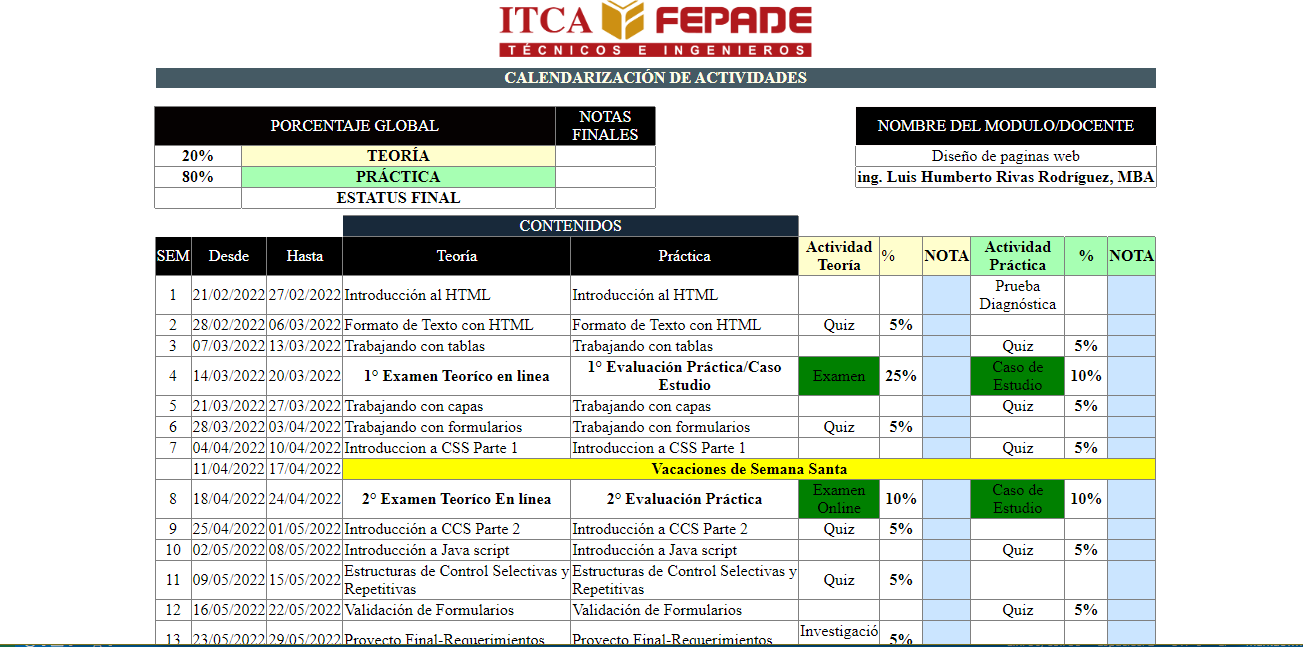 ITCA FEPADE
TÉCNICOS E INGENIEROS
CALENDARIZACIÓN DE ACTIVIDADES
PORCENTAJE GLOBAL NOTAS FINALES
20% TEORÍA
80% PRÁCTICA
ESTATUS FINAL
NOMBRE DEL MODULO/DOCENTE
Diseño de paginas web
ing. Luis Humberto Rivas Rodríguez, MBA
CONTENIDOS
SEM Desde Hasta Teoría Práctica Actividad Teoría % NOTA Actividad Práctica % NOTA
1 21/02/2022 27/02/2022 Introducción al HTML Introducción al HTML Prueba Diagnóstica
2 28/02/2022 06/03/2022 Formato de Texto con HTML Formato de Texto con HTML Quiz 5%
3 07/03/2022 13/03/2022 Trabajando con tablas Trabajando con tablas Quiz 5%
4 14/03/2022 20/03/2022 1° Examen Teoríco en linea 1° Evaluación Práctica/Caso Estudio Examen 25% Caso de Estudio 10%
5 21/03/2022 27/03/2022 Trabajando con capas Trabajando con capas Quiz 5%
6 28/03/2022 03/04/2022 Trabajando con formularios Trabajando con formularios Quiz 5%
7 04/04/2022 10/04/2022 Introduccion a CSS Parte 1 Introduccion a CSS Parte 1 Quiz 5%
11/04/2022 17/04/2022 Vacaciones de Semana Santa
8 18/04/2022 24/04/2022 2° Examen Teoríco En línea 2° Evaluación Práctica Examen Online 10% Caso de Estudio 10%
9 25/04/2022 01/05/2022 Introducción a CCS Parte 2 Introducción a CCS Parte 2 Quiz 5%
10 02/05/2022 08/05/2022 Introducción a Java script Introducción a Java script Quiz 5%
11 09/05/2022 15/05/2022 Estructuras de Control Selectivas y Repetitivas Estructuras de Control Selectivas y Repetitivas Quiz 5%
12 16/05/2022 22/05/2022 Validación de Formularios Validación de Formularios Quiz 5%
13 23/05/2022 29/05/2022 Proyecto Final-Requerimientos Proyecto Final-Requerimientos Investigació 5%